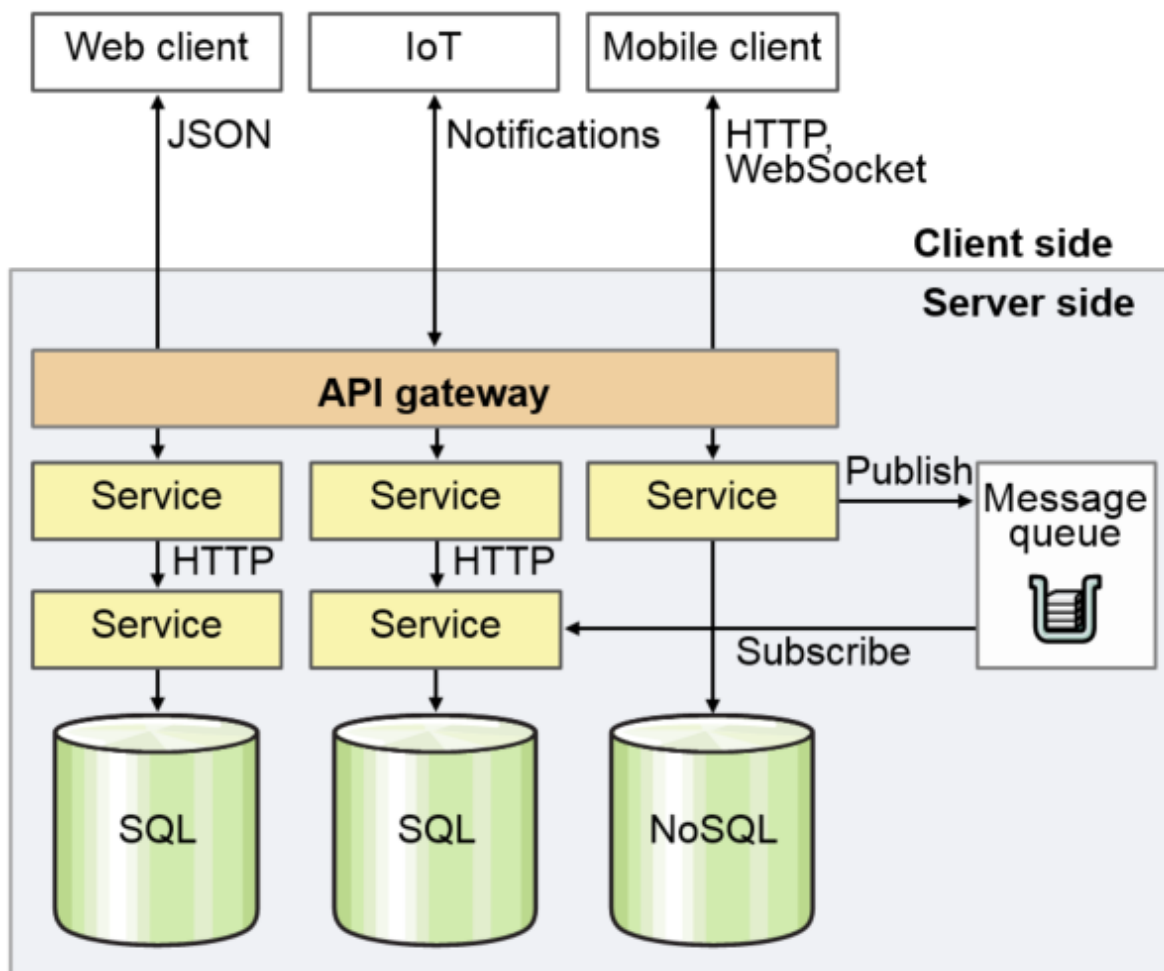 Web client
IoT
Mobile client
JSON
Notifications
HTTP,
WebSocket
Client side
Server side
API gateway
Service
Service
Service
Publish
Message
queue
HTTP
HTTP
Service
Service
Subscribe
SQL
SQL
NoSQL